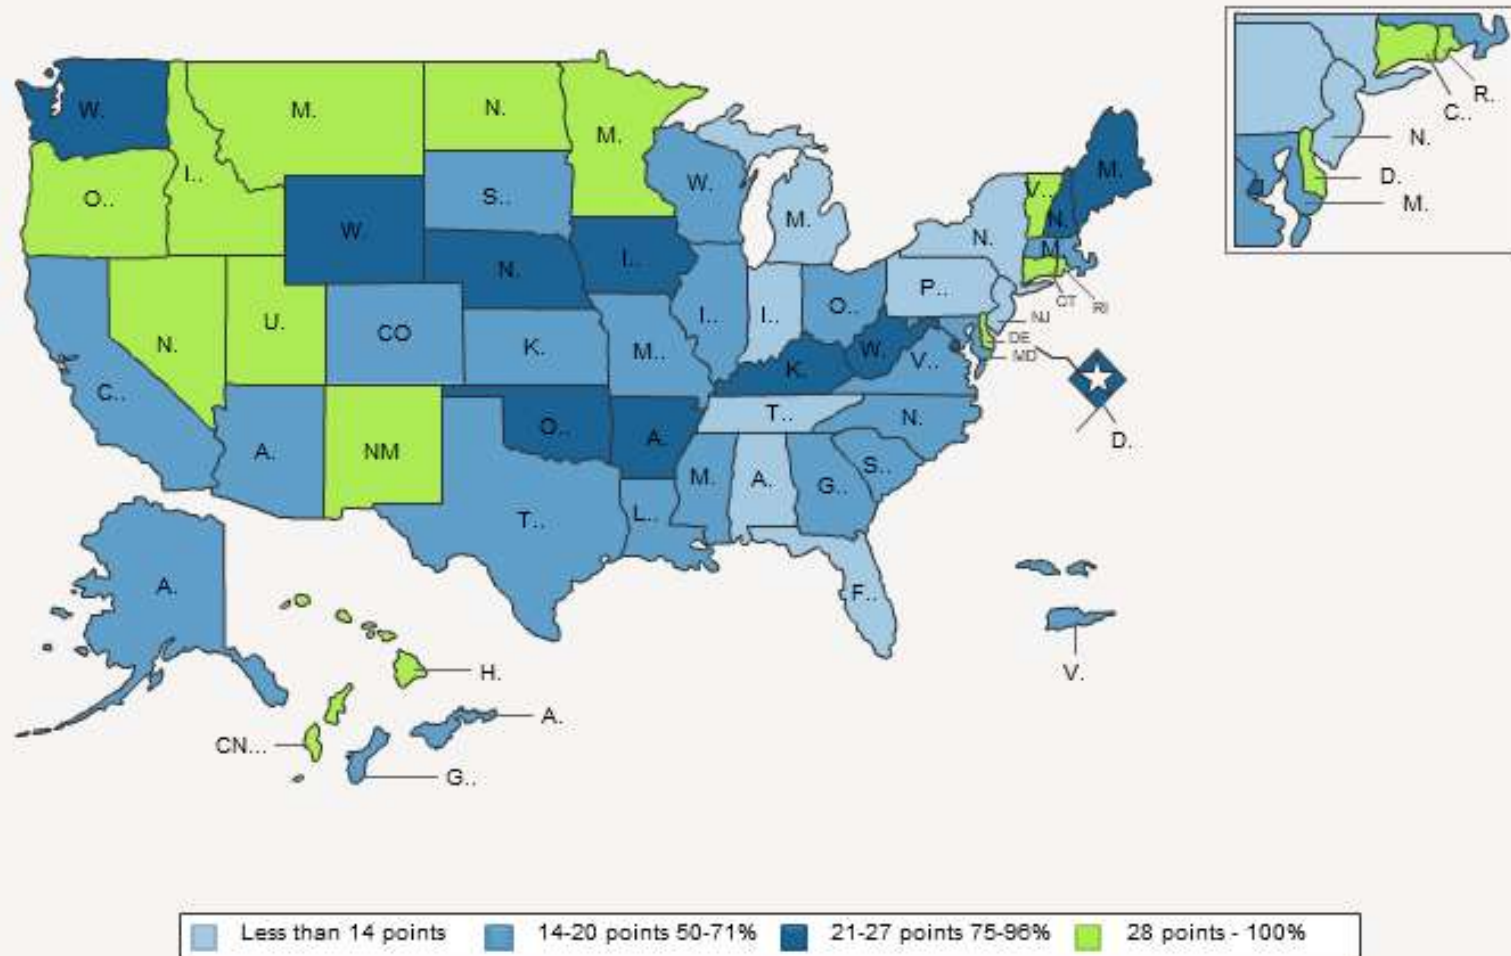 W.
M.
N.
M.
I..
O..
W.
S..
W.
M.
V..
N.
M.
N.
M
I..
N.
P..
U.
CO
N.
K.
M..
I..
I..
O..
W.
V..
K.
C..
A.
NM
O..
A.
T..
N.
T..
L..
M.
A.
G..
S..
F..
A.
H.
A.
CN...
G..
V.
CT
RI
NJ
DE
MD
D.
R..
C..
N.
D.
M.
Less than 14 points 14-20 points 50-71% 21-27 points 75-96% 28 points - 100%